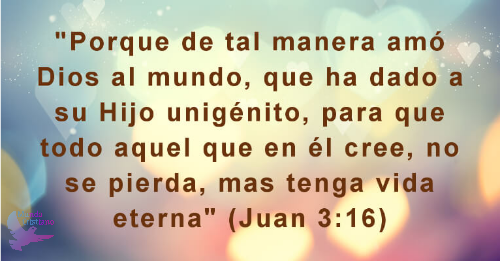 "Porque de tal manera amó
Dios al mundo, que ha dado a
su Hijo unigénito, para que
todo aquel que en él cree, no
se pierda, mas tenga vida
eterna" (Juan 3:16)